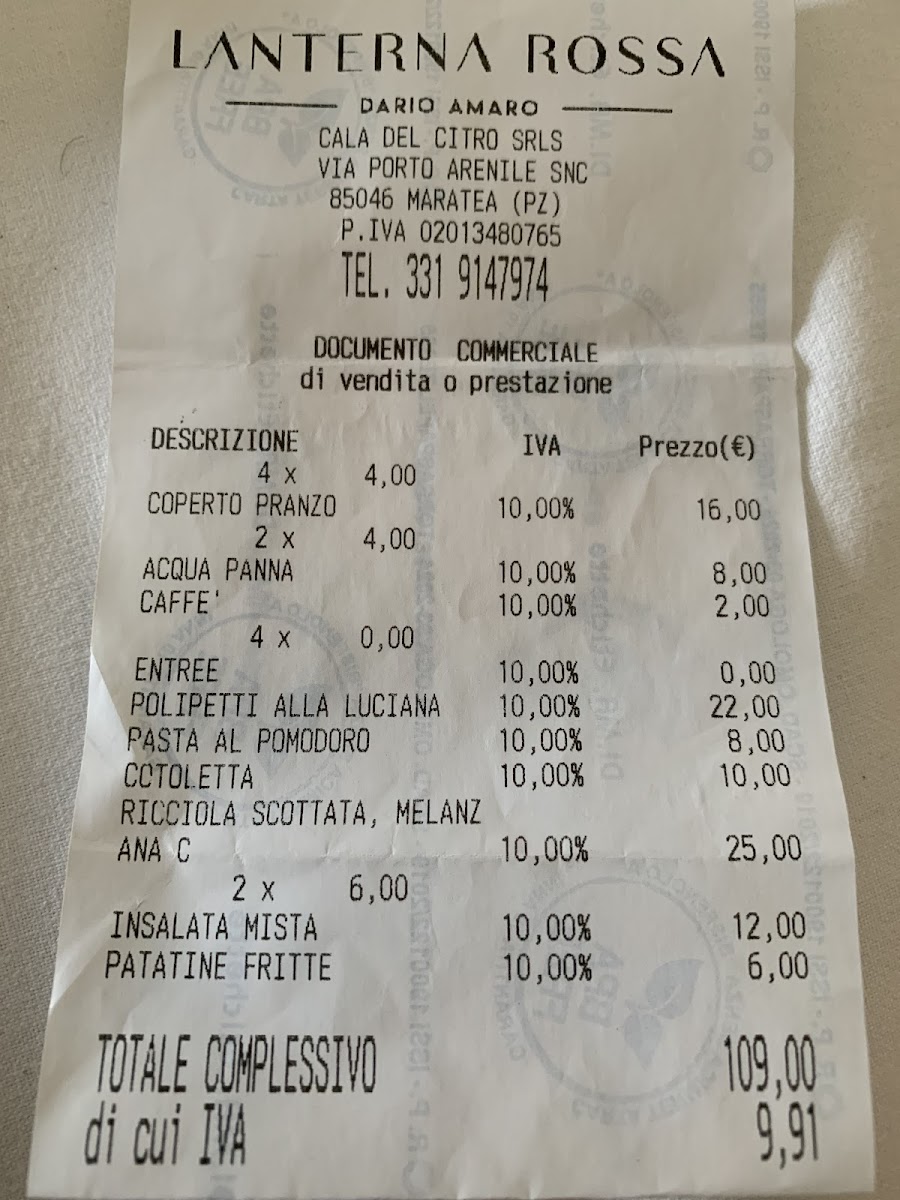 LANTERNA ROSSA
DARIO AMARO
CALA DEL CITRO SRLS
VIA PORTO ARENILE SNC
85046 MARATEA (PZ)
P.IVA 02013480765
TEL. 331 9147974
DOCUMENTO COMMERCIALE
di vendita o prestazione
DESCRIZIONE IVA Prezzo(€)
4 x 4,00
COPERTO PRANZO 10,00% 16,00
2 x 4,00
ACQUA PANNA 10,00% 8,00
CAFFE' 10,00% 2,00
4 x 0,00
ENTREE 10,00% 0,00
POLIPETTI ALLA LUCIANA 10,00% 22,00
PASTA AL POMODORO 10,00% 8,00
COTOLETTA 10,00% 10,00
RICCIOLA SCOTTATA, MELANZ
ANA C 10,00% 25,00
2 x 6,00
INSALATA MISTA 10,00% 12,00
PATATINE FRITTE 10,00% 6,00
TOTALE COMPLESSIVO 109,00
di cui IVA 9,91